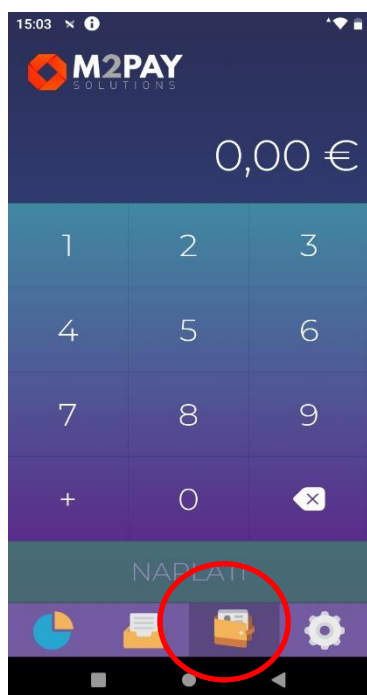 15:03
M2PAY
SOLUTIONS
0,00 €
1 2 3
4 5 6
7 8 9
+ 0
NAPLATI